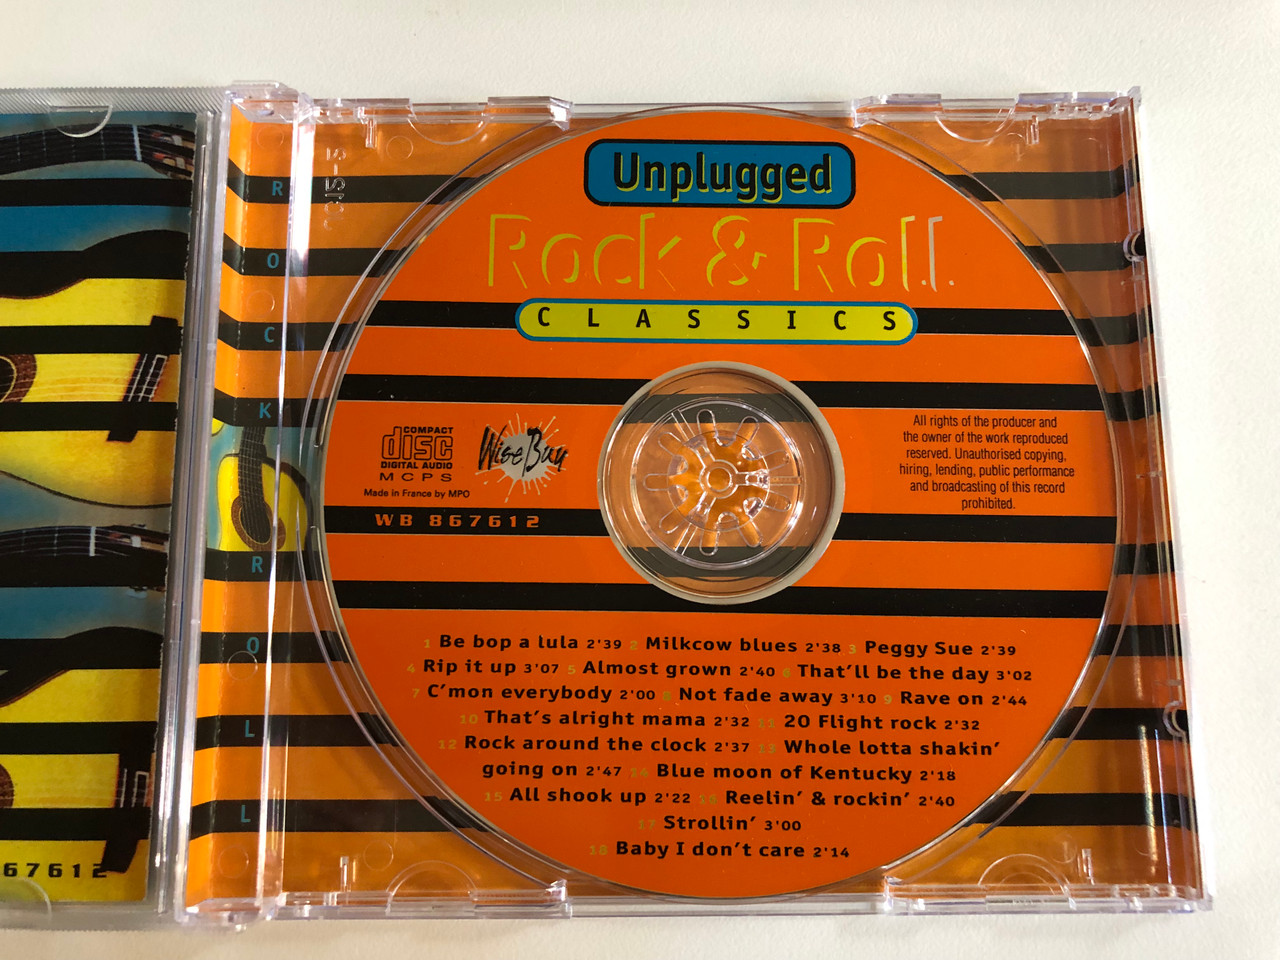 Unplugged
Rock & Roll
CLASSICS
COMPACT
disc
DIGITAL AUDIO
MCPS
Made in France by MPO
Wise Buy
WB 867612
All rights of the producer and
the owner of the work reproduced
reserved. Unauthorised copying,
hiring, lending, public performance
and broadcasting of this record
prohibited.
1 Be bop a lula 2'39 2 Milkcow blues 2'38 3 Peggy Sue 2'39
4 Rip it up 3'07 5 Almost grown 2'40 6 That'll be the day 3'02
7 C'mon everybody 2'00 8 Not fade away 3'10 9 Rave on 2'44
10 That's alright mama 2'32 11 20 Flight rock 2'32
12 Rock around the clock 2'37 13 Whole lotta shakin'
going on 2'47 14 Blue moon of Kentucky 2'18
15 All shook up 2'22 16 Reelin' & rockin' 2'40
17 Strollin' 3'00
18 Baby I don't care 2'14
ROCK ROLL
67612